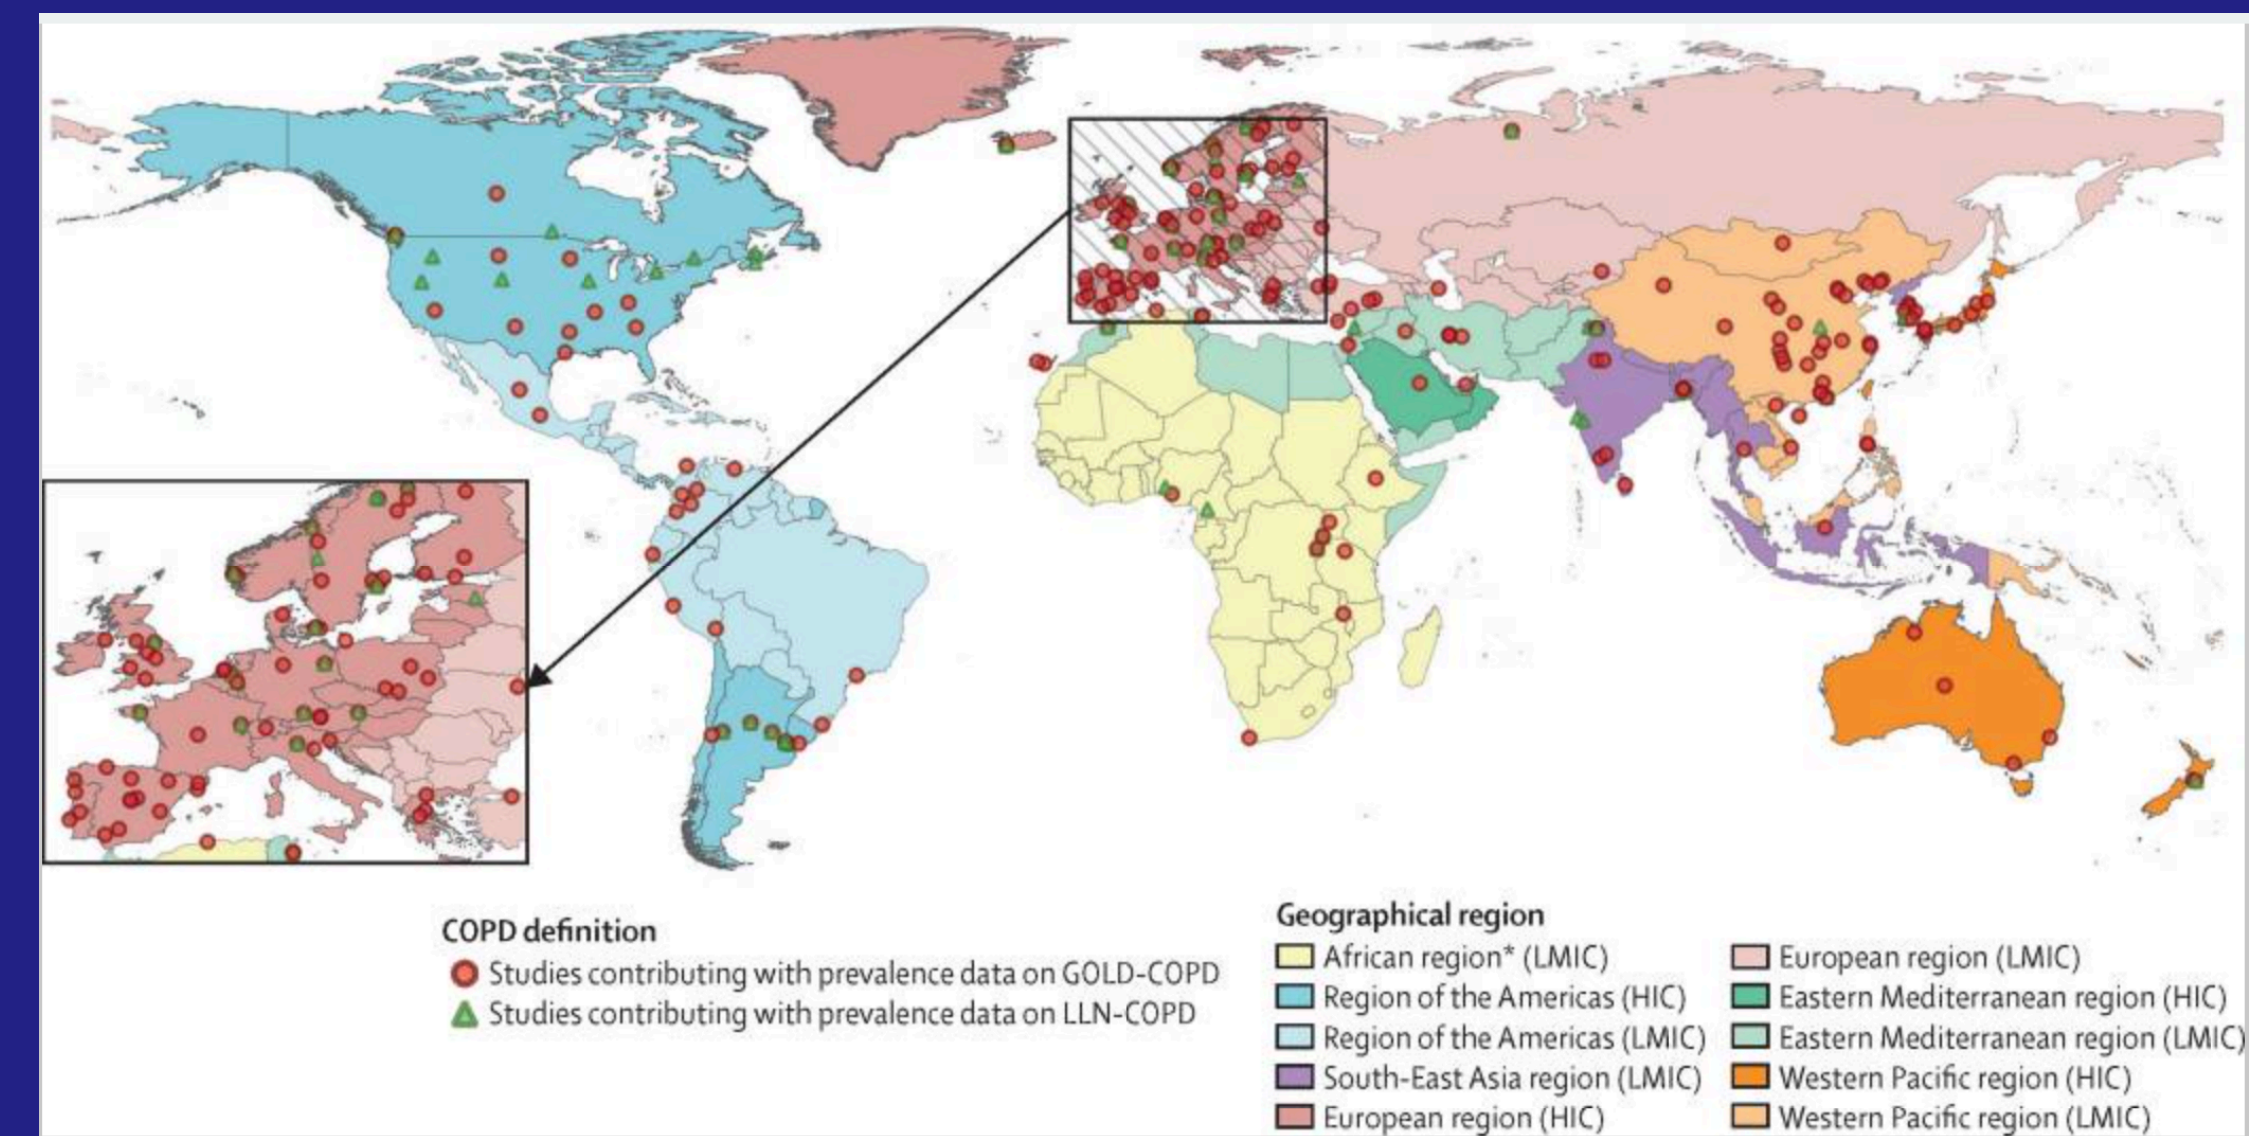 COPD definition
Studies contributing with prevalence data on GOLD-COPD
Studies contributing with prevalence data on LLN-COPD
Geographical region
African region* (LMIC)
Region of the Americas (HIC)
Region of the Americas (LMIC)
South-East Asia region (LMIC)
European region (HIC)
European region (LMIC)
Eastern Mediterranean region (HIC)
Eastern Mediterranean region (LMIC)
Western Pacific region (HIC)
Western Pacific region (LMIC)